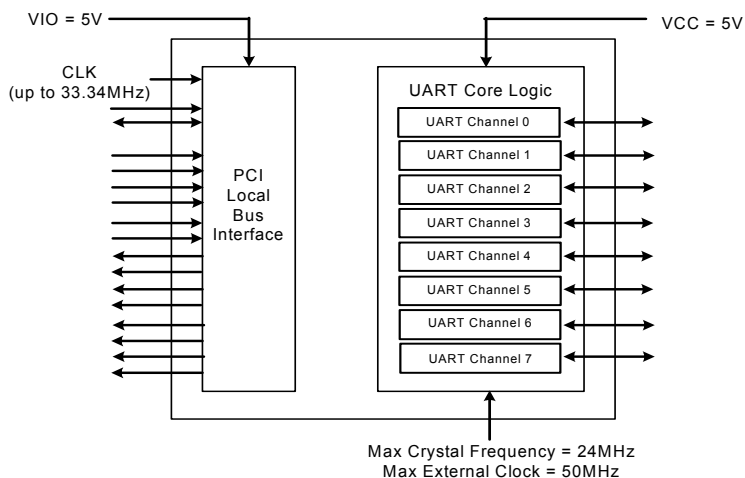 VIO = 5V
VCC = 5V
CLK
(up to 33.34MHz)
PCI
Local
Bus
Interface
UART Core Logic
UART Channel 0
UART Channel 1
UART Channel 2
UART Channel 3
UART Channel 4
UART Channel 5
UART Channel 6
UART Channel 7
Max Crystal Frequency = 24MHz
Max External Clock = 50MHz